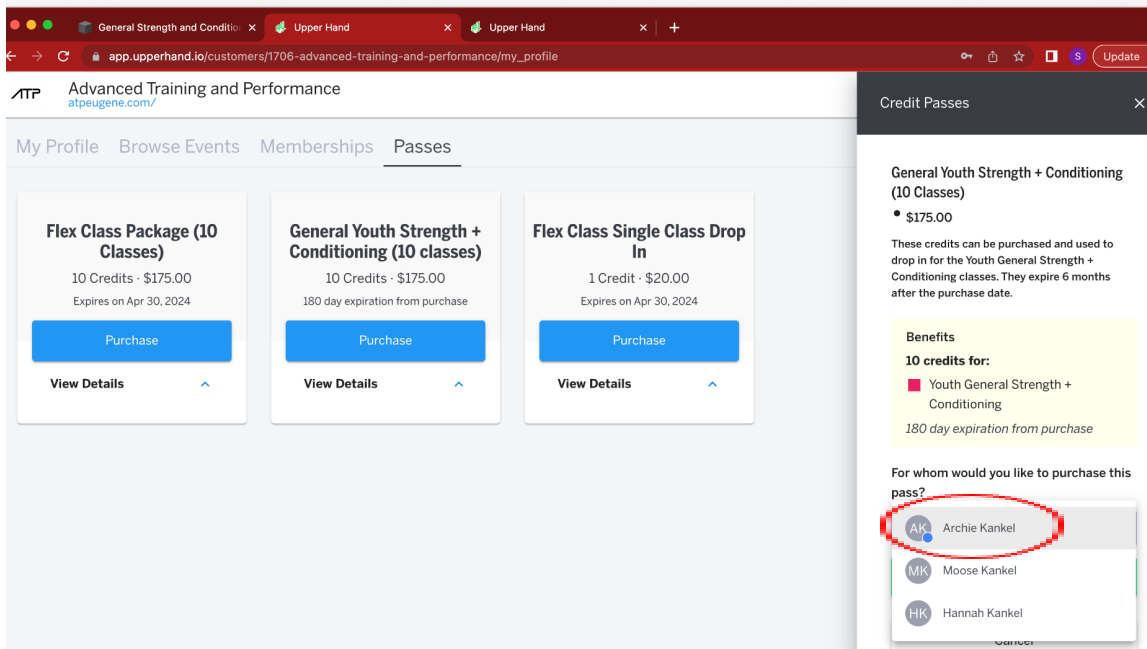 General Strength and Conditio
Upper Hand
Upper Hand
app.upperhand.io/customers/1706-advanced-training-and-performance/my_profile
S
Update
ATP
Advanced Training and Performance
atpeugene.com/
My Profile Browse Events Memberships Passes
Flex Class Package (10
Classes)
10 Credits · $175.00
Expires on Apr 30, 2024
Purchase
View Details
General Youth Strength +
Conditioning (10 classes)
10 Credits · $175.00
180 day expiration from purchase
Purchase
View Details
Flex Class Single Class Drop
In
1 Credit · $20.00
Expires on Apr 30, 2024
Purchase
View Details
Credit Passes
General Youth Strength + Conditioning
(10 Classes)
• $175.00
These credits can be purchased and used to
drop in for the Youth General Strength +
Conditioning classes. They expire 6 months
after the purchase date.
Benefits
10 credits for:
Youth General Strength +
Conditioning
180 day expiration from purchase
For whom would you like to purchase this
pass?
AK Archie Kankel
MK Moose Kankel
HK Hannah Kankel
Cancel